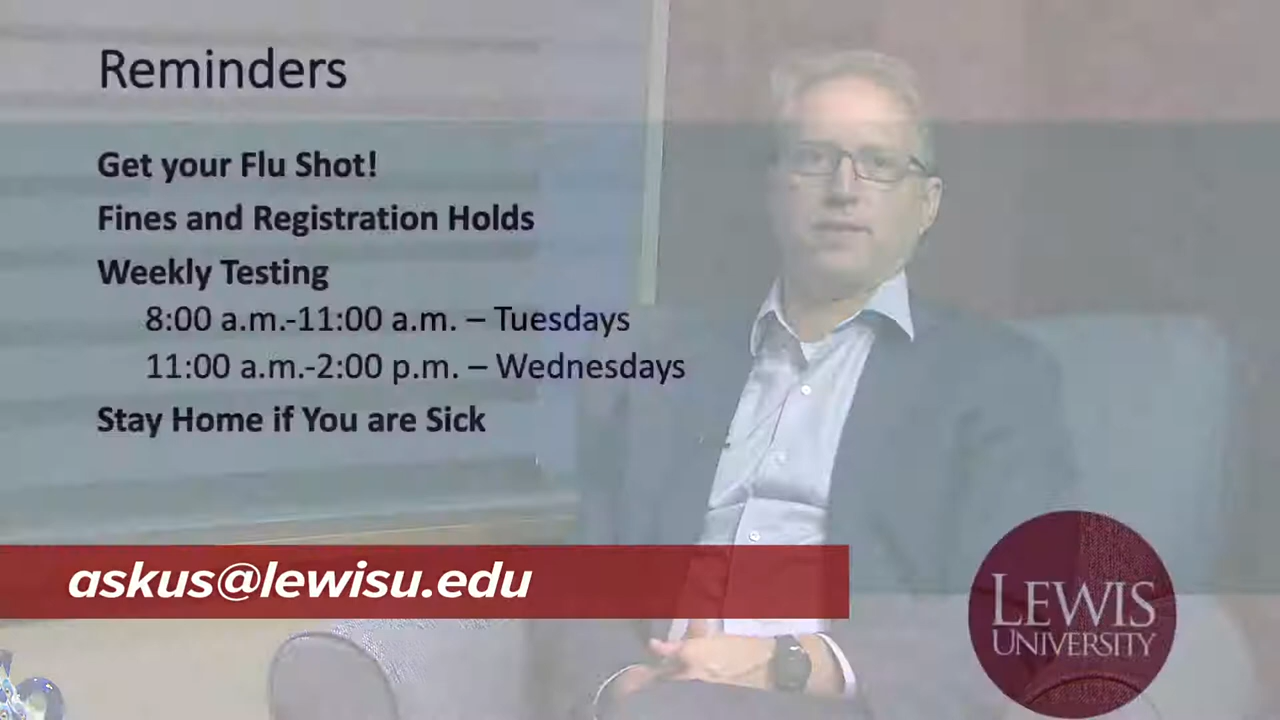 Reminders
Get your Flu Shot!
Fines and Registration Holds
Weekly Testing
8:00 a.m.-11:00 a.m. – Tuesdays
11:00 a.m.-2:00 p.m. – Wednesdays
Stay Home if You are Sick
askus@lewisu.edu
LEWIS
UNIVERSITY